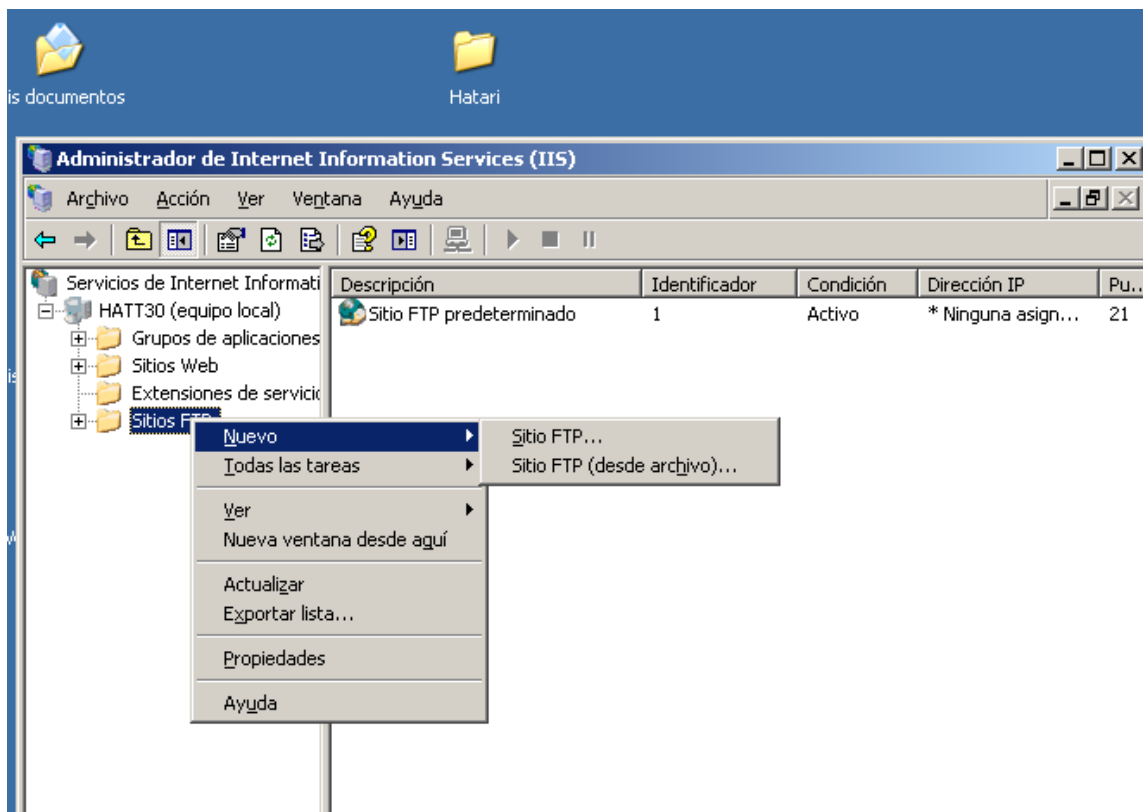 is documentos
Hatari
Administrador de Internet Information Services (IIS)
Archivo Acción Ver Ventana Ayuda
Servicios de Internet Informati
HATT30 (equipo local)
Grupos de aplicaciones
Sitios Web
Extensiones de servicio
Sitios FTP
Descripción Identificador Condición Dirección IP Pu...
Sitio FTP predeterminado 1 Activo * Ninguna asign... 21
Nuevo
Todas las tareas
Ver
Nueva ventana desde aquí
Actualizar
Exportar lista...
Propiedades
Ayuda
Sitio FTP...
Sitio FTP (desde archivo)...